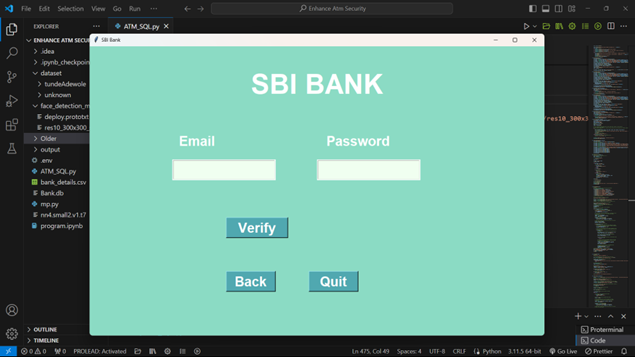 File Edit Selection View Go Run ··· Enhance Atm Security
EXPLORER ··· ATM_SQL.py
ENHANCE ATM SECU
.idea
.ipynb_checkpoin
dataset
tundeAdewole
unknown
face_detection_m
deploy.prototxt
res10_300x300_
Older
output
.env
ATM_SQL.py
bank_details.csv
Bank.db
mp.py
nn4.small2.v1.t7
program.ipynb
OUTLINE
TIMELINE
SBI Bank
SBI BANK
Email Password
Verify
Back Quit
/res10_300x3
Proterminal
Code
0 0 0 PROLEAD: Activated Ln 475, Col 49 Spaces: 4 UTF-8 CRLF Python 3.11.5 64-bit Go Live Prettier